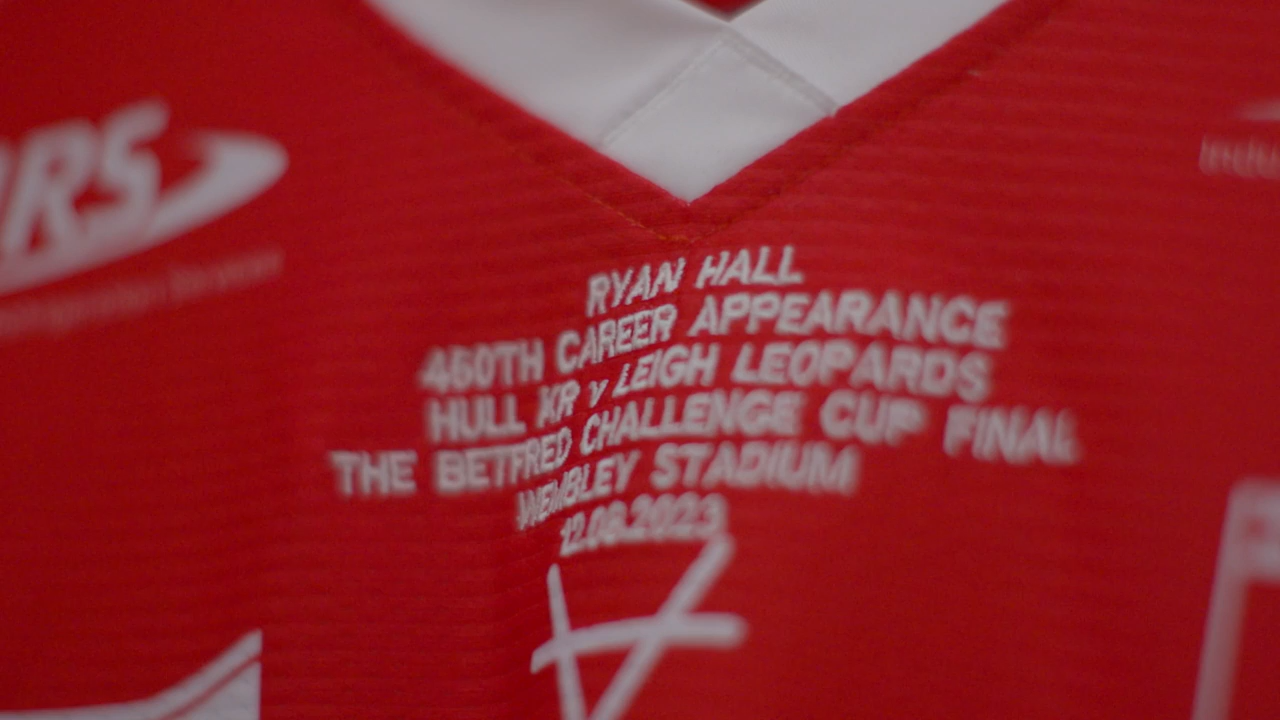 RYAN HALL
450TH CAREER APPEARANCE
HULL KR v LEIGH LEOPARDS
THE BETFRED CHALLENGE CUP FINAL
WEMBLEY STADIUM
12.08.2023